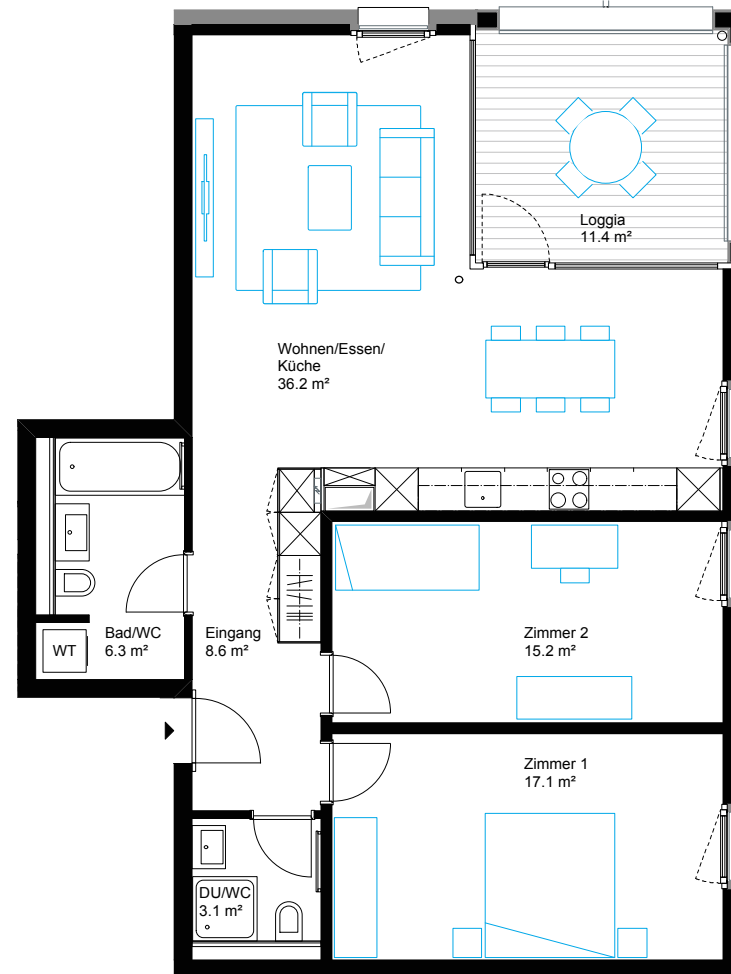 Loggia
11.4 m²
Wohnen/Essen/
Küche
36.2 m²
WT
Bad/WC
6.3 m²
Eingang
8.6 m²
Zimmer 2
15.2 m²
Zimmer 1
17.1 m²
DU/WC
3.1 m²